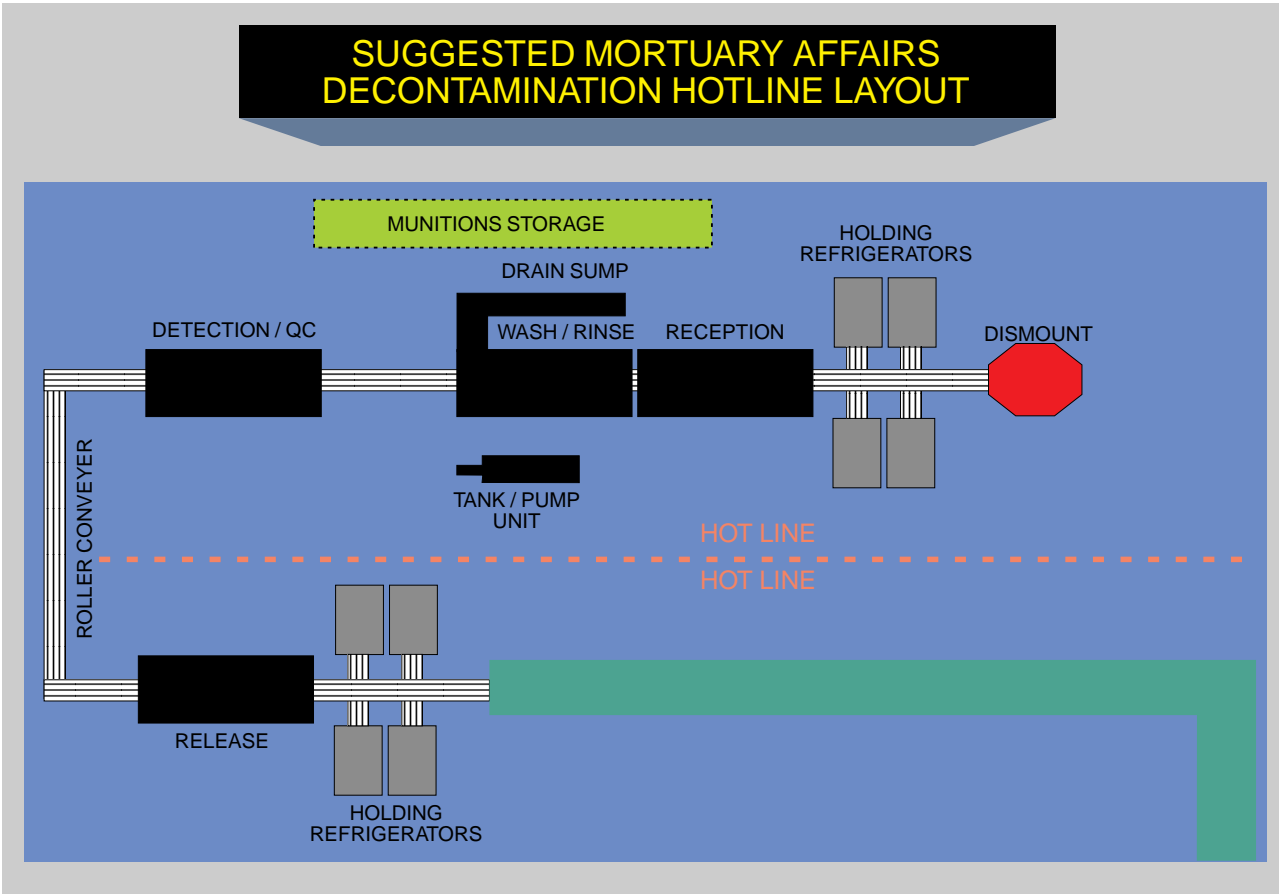 SUGGESTED MORTUARY AFFAIRS
DECONTAMINATION HOTLINE LAYOUT
MUNITIONS STORAGE
HOLDING
REFRIGERATORS
DRAIN SUMP
DETECTION / QC
WASH / RINSE
RECEPTION
DISMOUNT
ROLLER CONVEYER
TANK / PUMP
UNIT
HOT LINE
HOT LINE
RELEASE
HOLDING
REFRIGERATORS